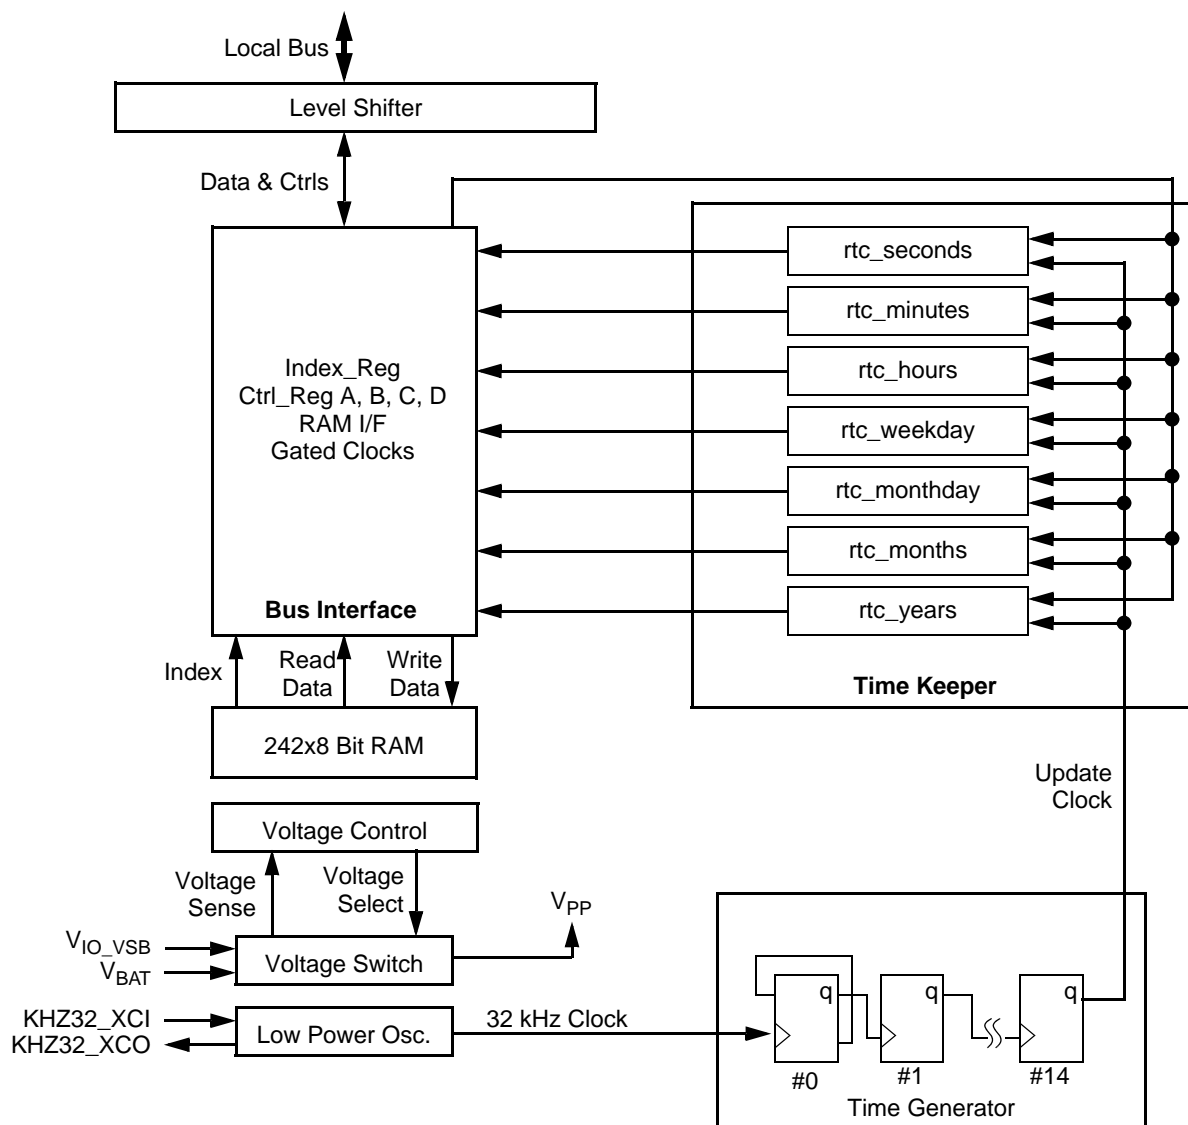 Local Bus
Level Shifter
Data & Ctrls
Index_Reg
Ctrl_Reg A, B, C, D
RAM I/F
Gated Clocks
Bus Interface
rtc_seconds
rtc_minutes
rtc_hours
rtc_weekday
rtc_monthday
rtc_months
rtc_years
Time Keeper
Index
Read
Data
Write
Data
242x8 Bit RAM
Update
Clock
Voltage Control
Voltage
Sense
Voltage
Select
VPP
VIO_VSB
VBAT
Voltage Switch
KHZ32_XCI
KHZ32_XCO
Low Power Osc.
32 kHz Clock
q
q
q
#0
#1
#14
Time Generator